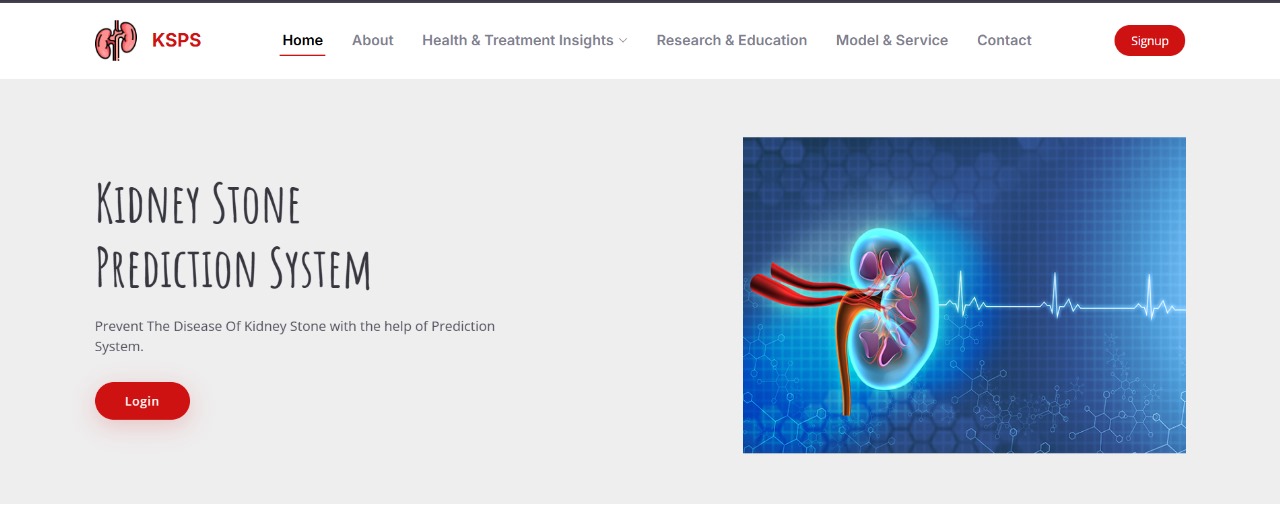 KSPS
Home
About
Health & Treatment Insights
Research & Education
Model & Service
Contact
Signup
Kidney Stone
Prediction System
Prevent The Disease Of Kidney Stone with the help of Prediction
System.
Login